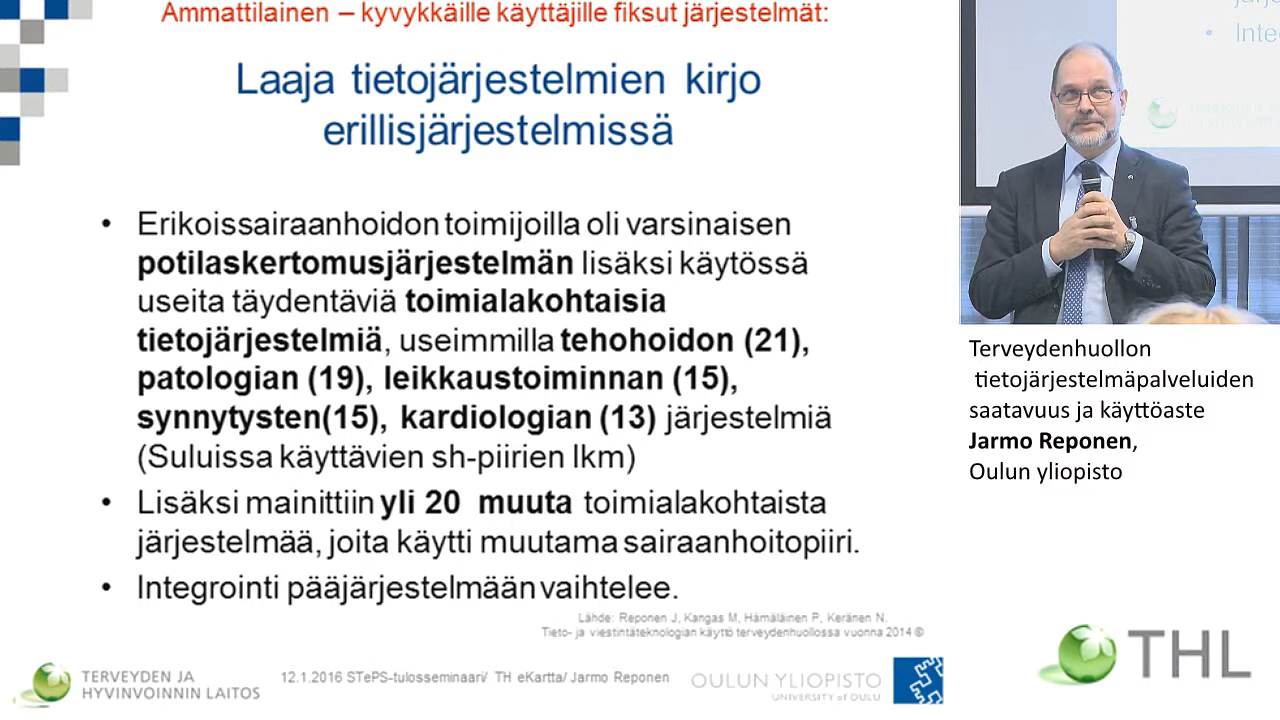 Ammattilainen – kyvykkäille käyttäjille fiksut järjestelmät:
Laaja tietojärjestelmien kirjo
erillisjärjestelmissä
• Erikoissairaanhoidon toimijoilla oli varsinaisen
potilaskertomusjärjestelmän lisäksi käytössä
useita täydentäviä toimialakohtaisia
tietojärjestelmiä, useimmilla tehohoidon (21),
patologian (19), leikkaustoiminnan (15),
synnytysten(15), kardiologian (13) järjestelmiä
(Suluissa käyttävien sh-piirien lkm)
• Lisäksi mainittiin yli 20 muuta toimialakohtaista
järjestelmää, joita käytti muutama sairaanhoitopiiri.
• Integrointi pääjärjestelmään vaihtelee.
Lähde: Reponen J, Kangas M, Hämäläinen P, Keränen N.
Tieto- ja viestintäteknologian käyttö terveydenhuollossa vuonna 2014 ©
TERVEYDEN JA
HYVINVOINNIN LAITOS
12.1.2016 STePS-tulosseminaari/ TH eKartta/ Jarmo Reponen
OULUN YLIOPISTO
UNIVERSITY of OULU
• Inte
Terveydenhuollon
tietojärjestelmäpalveluiden
saatavuus ja käyttöaste
Jarmo Reponen,
Oulun yliopisto
THL